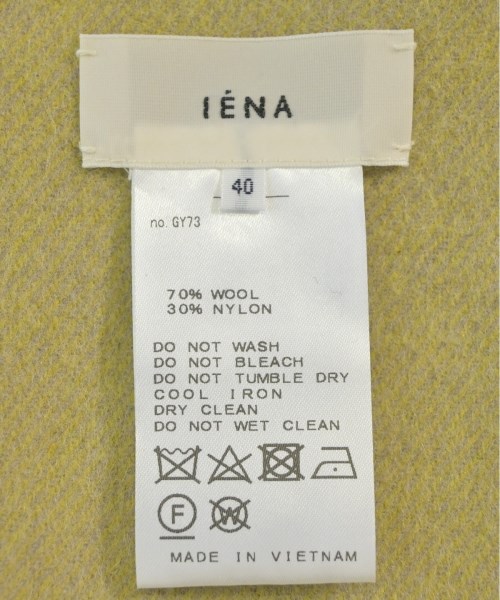 IÉNA
40
no. GY73
70% WOOL
30% NYLON
DO NOT WASH
DO NOT BLEACH
DO NOT TUMBLE DRY
COOL IRON
DRY CLEAN
DO NOT WET CLEAN
F W
MADE IN VIETNAM